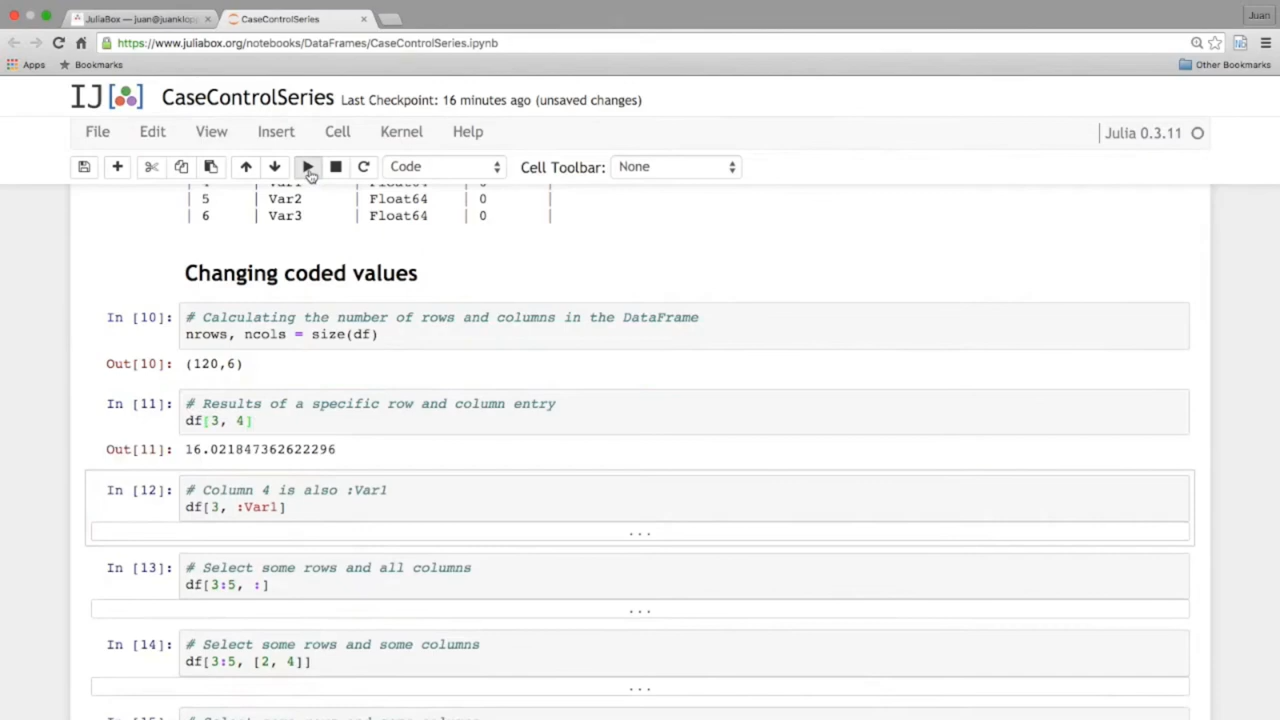 JuliaBox — juan@juanklop
CaseControlSeries
Juan
https://www.juliabox.org/notebooks/DataFrames/CaseControlSeries.ipynb
Apps
Bookmarks
Other Bookmarks
IJ[ ]
CaseControlSeries Last Checkpoint: 16 minutes ago (unsaved changes)
File Edit View Insert Cell Kernel Help
Julia 0.3.11
Code
Cell Toolbar: None
| 5 | Var2 | Float64 | 0 |
| 6 | Var3 | Float64 | 0 |
Changing coded values
In [10]: # Calculating the number of rows and columns in the DataFrame
nrows, ncols = size(df)
Out[10]: (120,6)
In [11]: # Results of a specific row and column entry
df[3, 4]
Out[11]: 16.021847362622296
In [12]: # Column 4 is also :Var1
df[3, :Var1]
...
In [13]: # Select some rows and all columns
df[3:5, :]
...
In [14]: # Select some rows and some columns
df[3:5, [2, 4]]
...